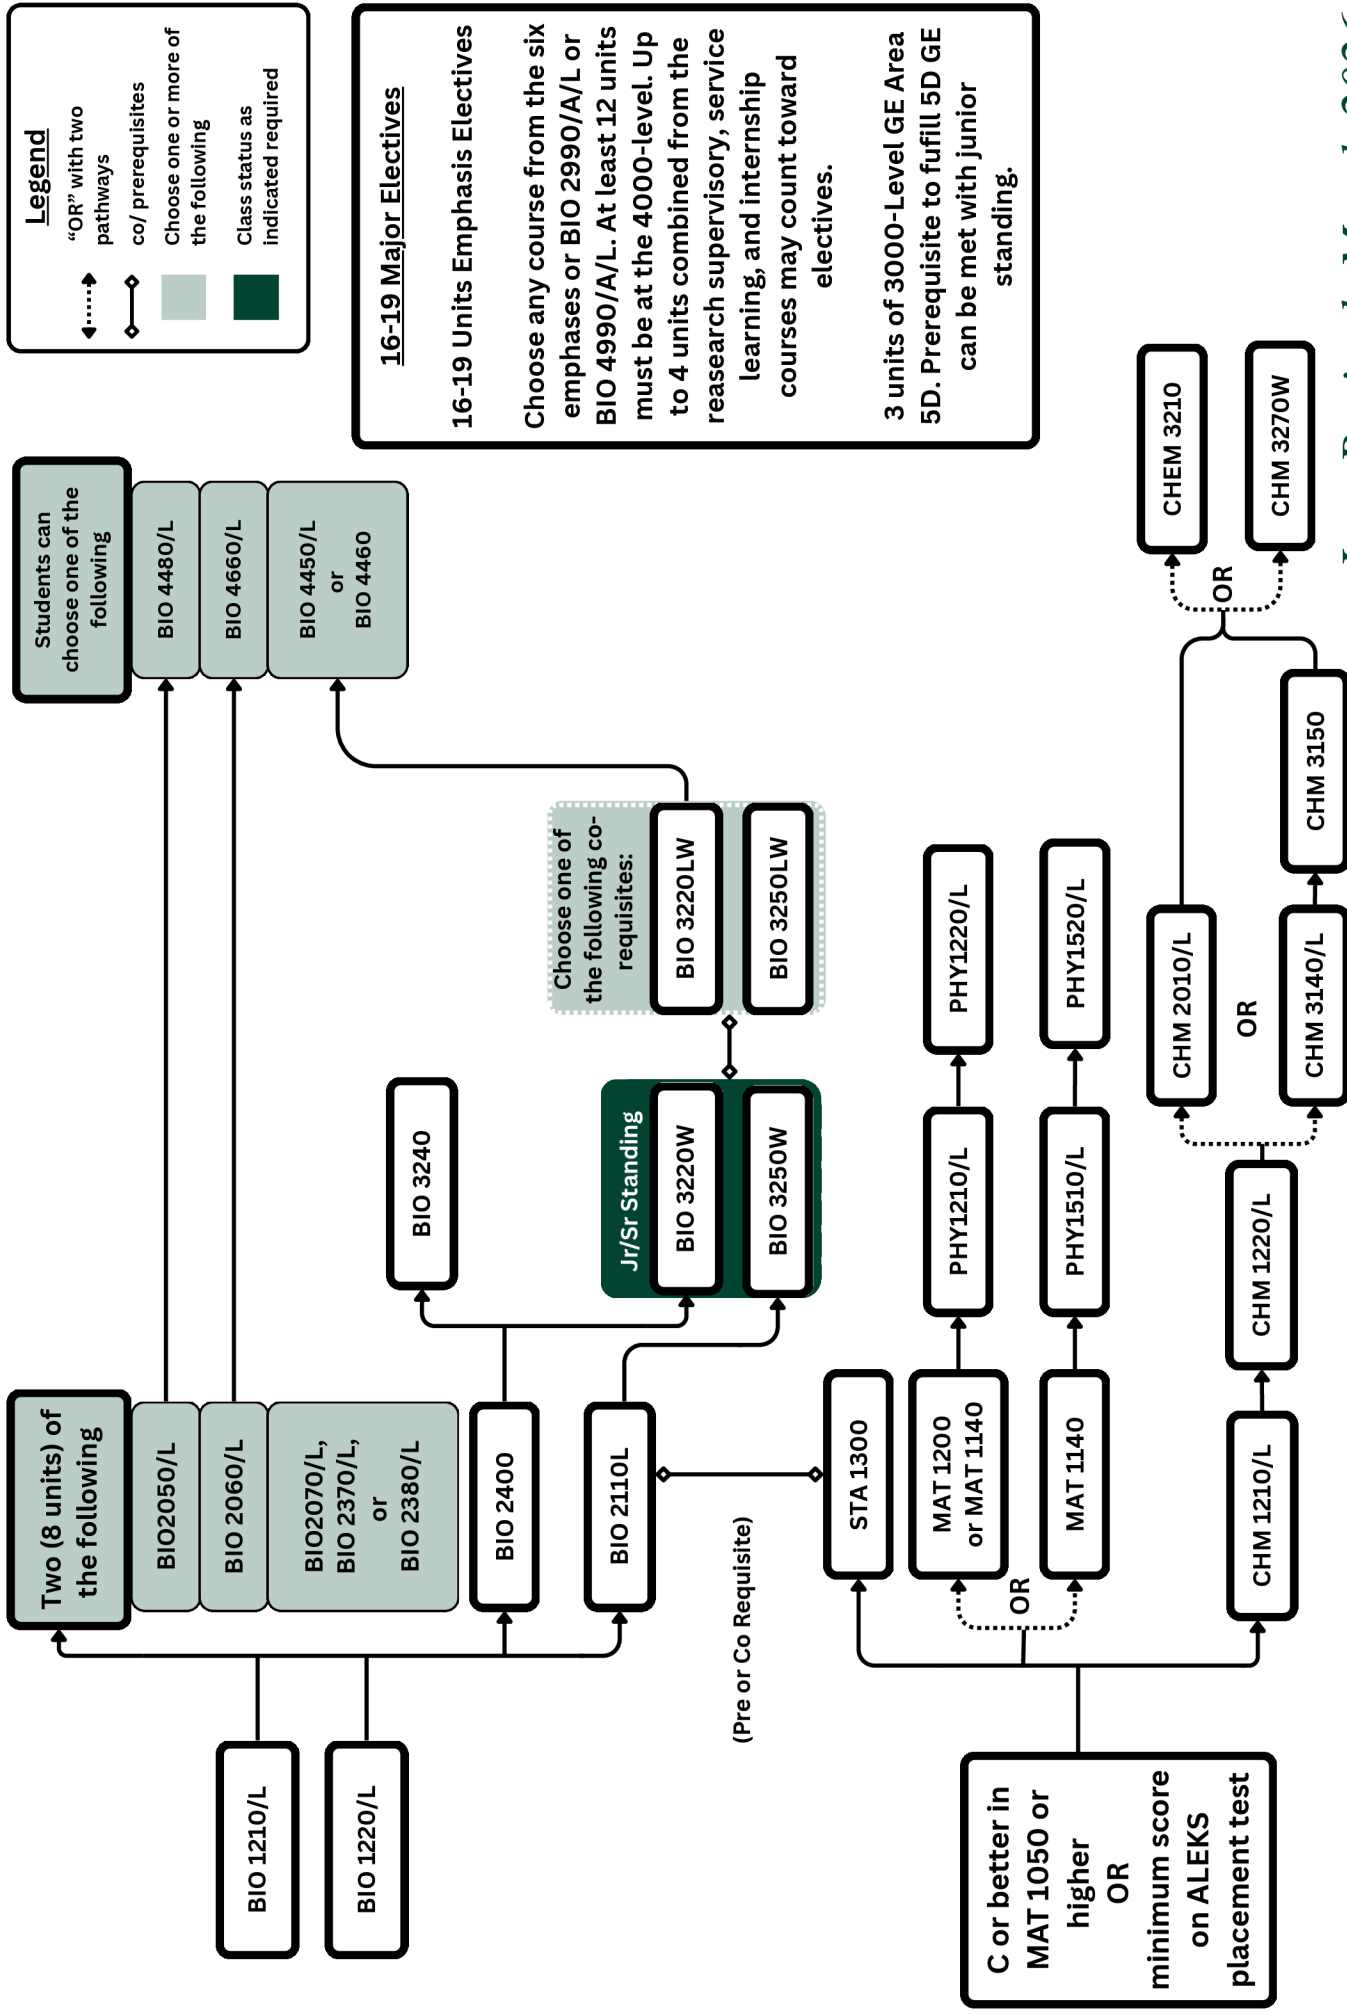 Legend
"OR" with two
pathways
co/ prerequisites
Choose one or more of
the following
Class status as
indicated required
Two (8 units) of
the following
BIO2050/L
BIO 2060/L
BIO2070/L,
BIO 2370/L,
or
BIO 2380/L
Students can
choose one of the
following
BIO 4480/L
BIO 4660/L
BIO 4450/L
or
BIO 4460
BIO 1210/L
BIO 1220/L
BIO 2400
BIO 2110L
BIO 3240
Jr/Sr Standing
BIO 3220W
BIO 3250W
Choose one of
the following co-
requisites:
BIO 3220LW
BIO 3250LW
16-19 Major Electives
16-19 Units Emphasis Electives
Choose any course from the six
emphases or BIO 2990/A/L or
BIO 4990/A/L. At least 12 units
must be at the 4000-level. Up
to 4 units combined from the
reasearch supervisory, service
learning, and internship
courses may count toward
electives.
3 units of 3000-Level GE Area
5D. Prerequisite to fufill 5D GE
can be met with junior
standing.
(Pre or Co Requisite)
C or better in
MAT 1050 or
higher
OR
minimum score
on ALEKS
placement test
STA 1300
MAT 1200
or MAT 1140
OR
MAT 1140
PHY1210/L
PHY1220/L
PHY1510/L
PHY1520/L
CHM 1210/L
CHM 1220/L
CHM 2010/L
OR
CHM 3140/L
CHM 3150
OR
CHEM 3210
CHM 3270W